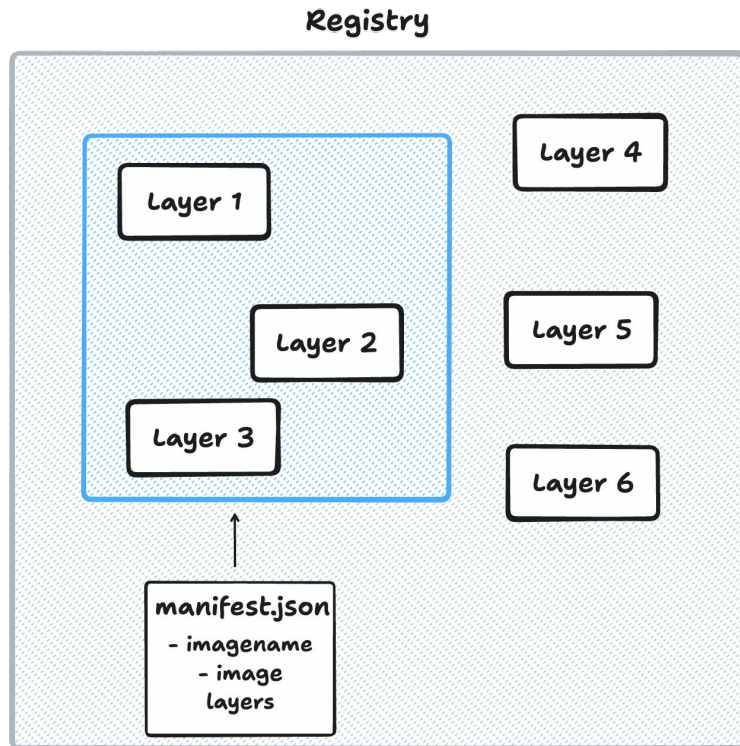 Registry
Layer 1
Layer 2
Layer 3
Layer 4
Layer 5
Layer 6
manifest.json
- imagename
- image
layers